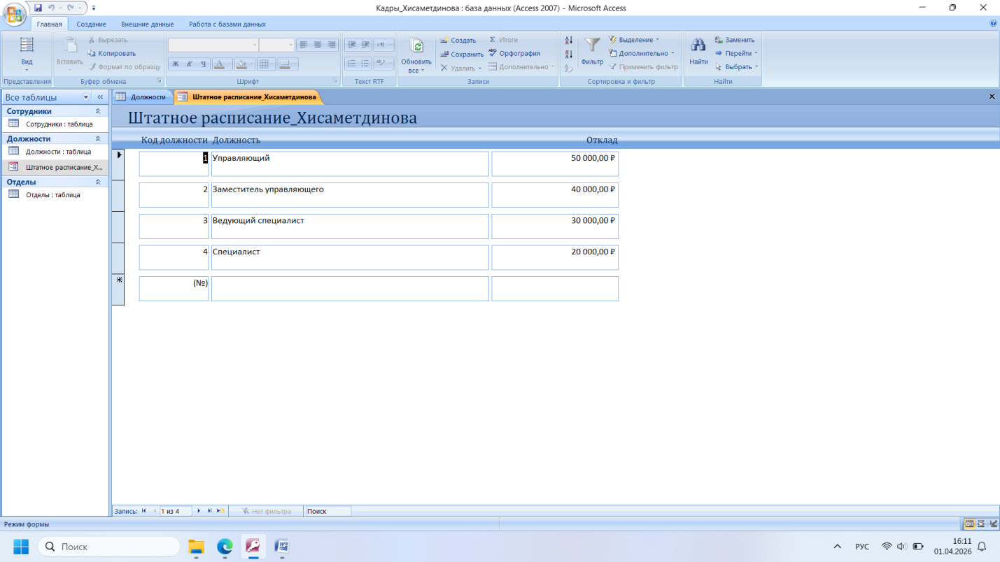 Кадры_Хисаметдинова : база данных (Access 2007) - Microsoft Access
Главная Создание Внешние данные Работа с базами данных
Вид
Представления
Вставить
Вырезать
Копировать
Формат по образцу
Буфер обмена
Ж К Ч А
Шрифт
Текст RTF
Обновить все
Создать
Сохранить
Удалить
Итоги
Орфография
Дополнительно
Записи
Фильтр
Выделение
Дополнительно
Применить фильтр
Сортировка и фильтр
Найти
Заменить
Перейти
Выбрать
Найти
Все таблицы
Сотрудники
Сотрудники : таблица
Должности
Должности : таблица
Штатное расписание_Х...
Отделы
Отделы : таблица
Должности Штатное расписание_Хисаметдинова
Штатное расписание_Хисаметдинова
Код должности Должность Отклад
1 Управляющий 50 000,00 ₽
2 Заместитель управляющего 40 000,00 ₽
3 Ведующий специалист 30 000,00 ₽
4 Специалист 20 000,00 ₽
(№)
Запись: 1 из 4 Нет фильтра Поиск
Режим формы
Поиск
РУС
16:11
01.04.2026